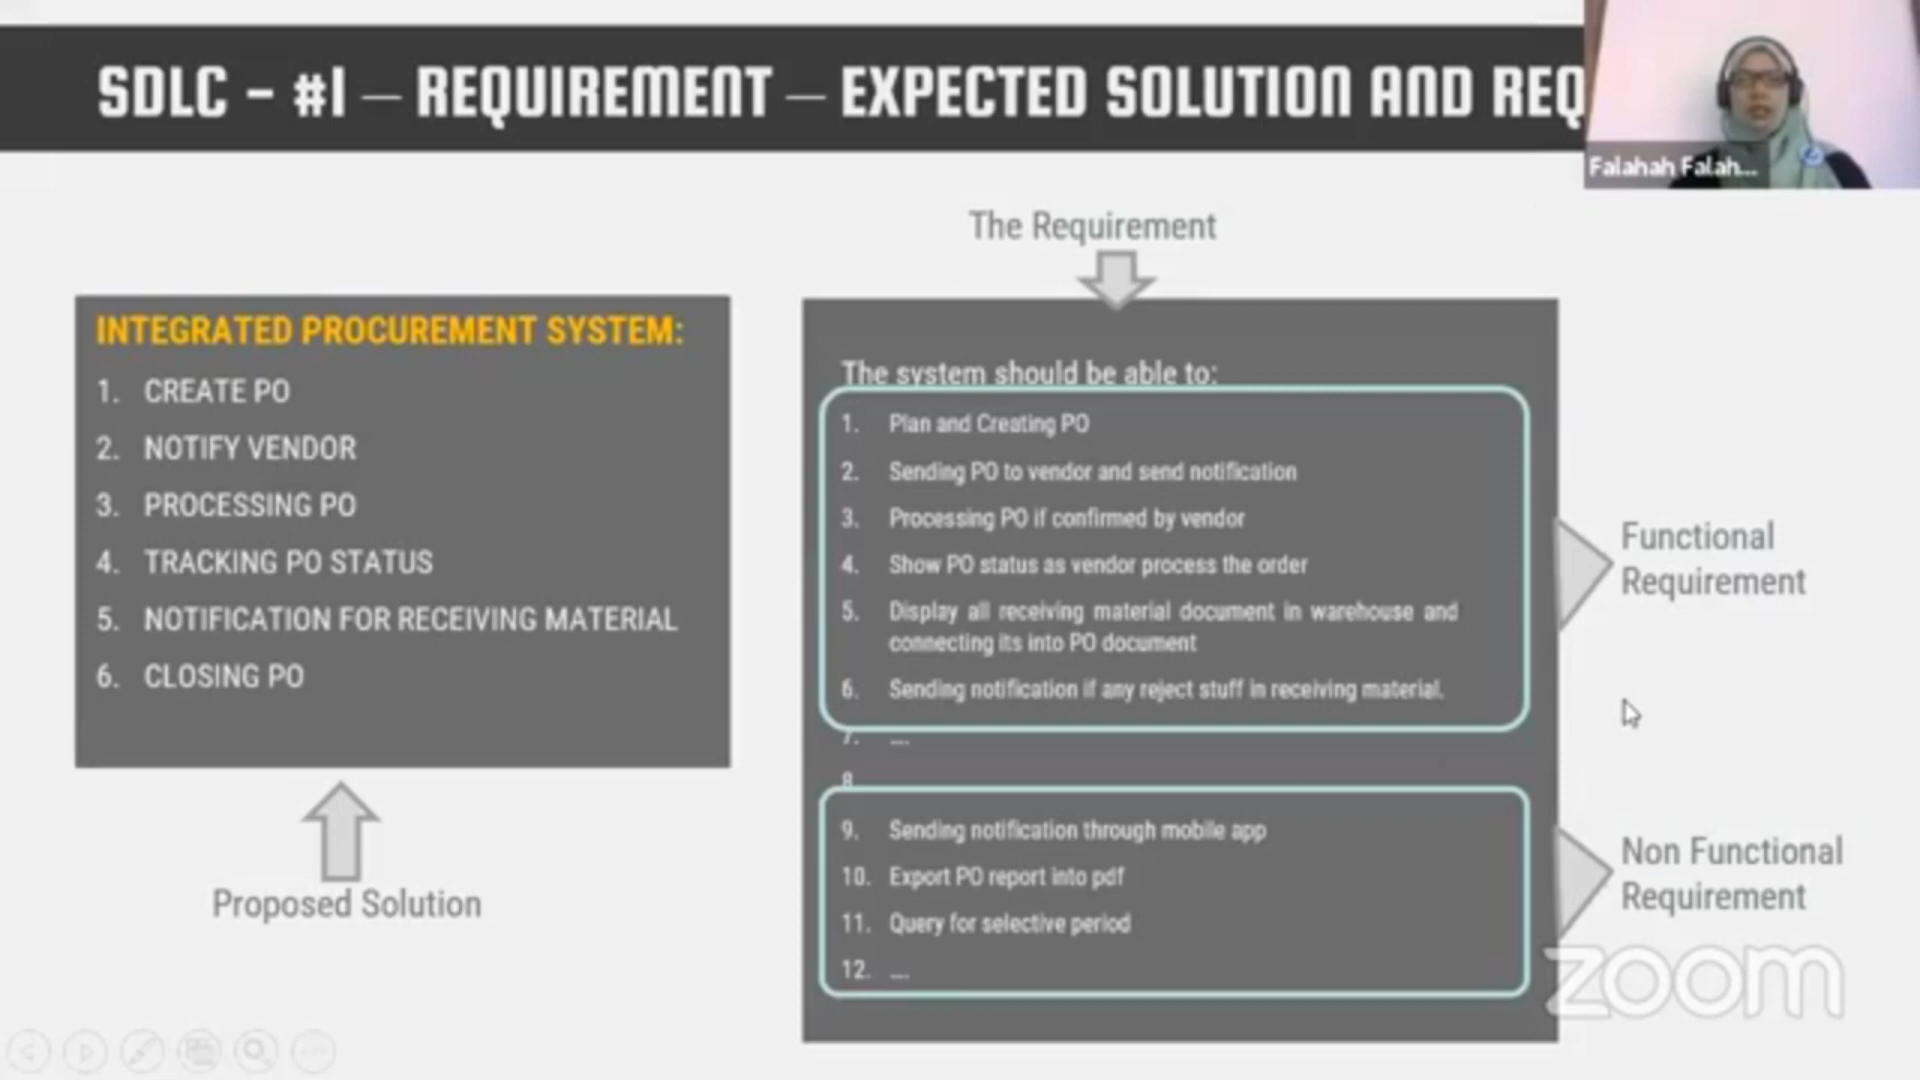 SDLC – #1 – REQUIREMENT – EXPECTED SOLUTION AND REQ
Falahah Falah...
The Requirement
INTEGRATED PROCUREMENT SYSTEM:
1. CREATE PO
2. NOTIFY VENDOR
3. PROCESSING PO
4. TRACKING PO STATUS
5. NOTIFICATION FOR RECEIVING MATERIAL
6. CLOSING PO
Proposed Solution
The system should be able to:
1. Plan and Creating PO
2. Sending PO to vendor and send notification
3. Processing PO if confirmed by vendor
4. Show PO status as vendor process the order
5. Display all receiving material document in warehouse and
connecting its into PO document
6. Sending notification if any reject stuff in receiving material.
7. ....
8.
9. Sending notification through mobile app
10. Export PO report into pdf
11. Query for selective period
12. ....
Functional
Requirement
Non Functional
Requirement
zoom